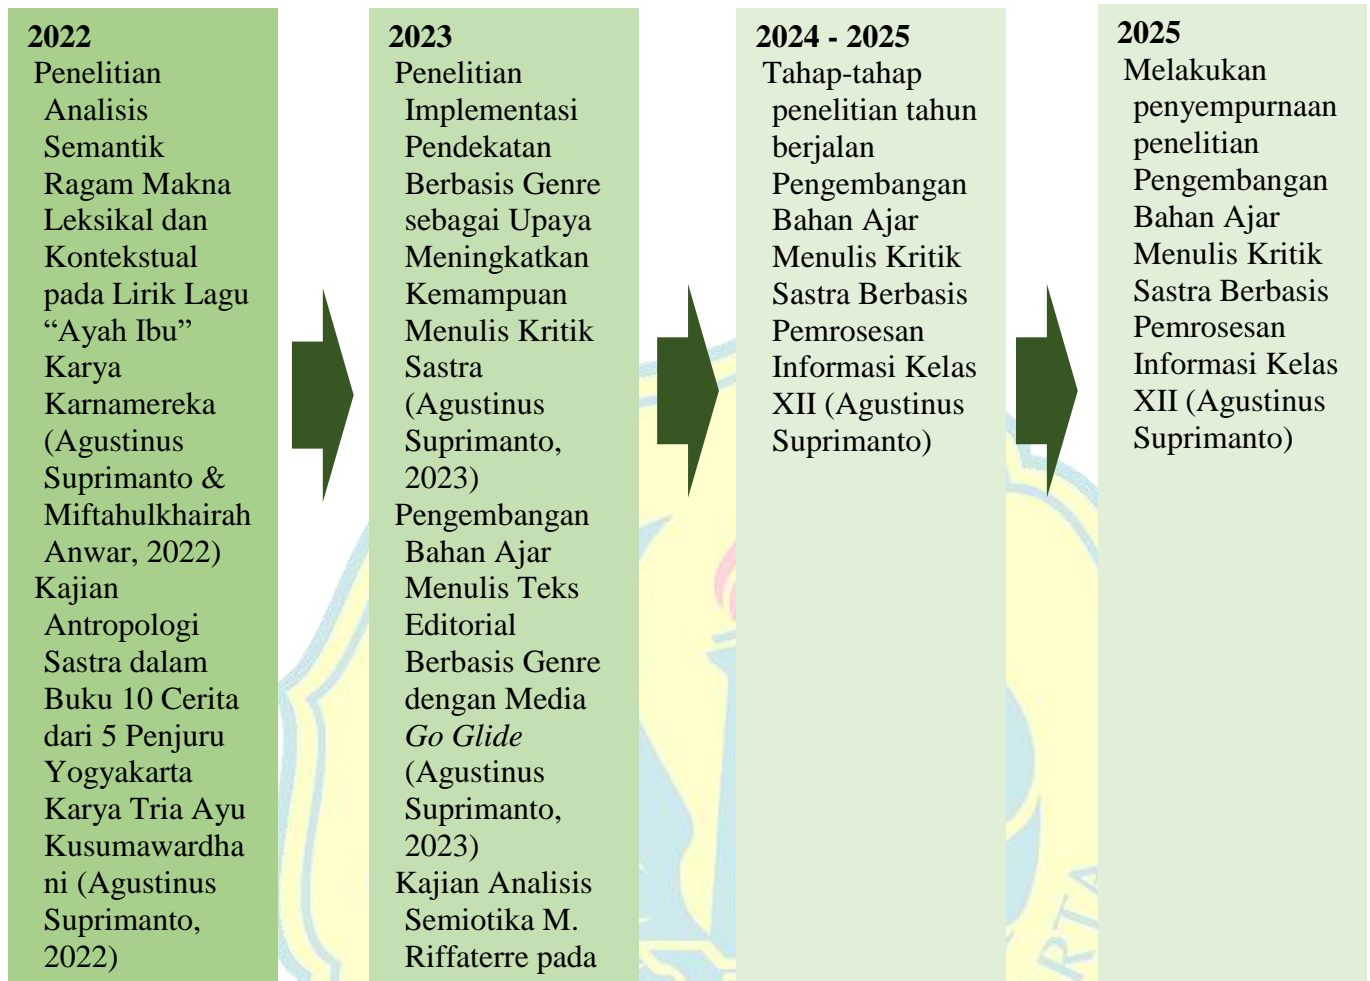 2022
Penelitian
Analisis
Semantik
Ragam Makna
Leksikal dan
Kontekstual
pada Lirik Lagu
“Ayah Ibu”
Karya
Karnamereka
(Agustinus
Suprimanto &
Miftahulkhairah
Anwar, 2022)
Kajian
Antropologi
Sastra dalam
Buku 10 Cerita
dari 5 Penjuru
Yogyakarta
Karya Tria Ayu
Kusumawardha
ni (Agustinus
Suprimanto,
2022)
2023
Penelitian
Implementasi
Pendekatan
Berbasis Genre
sebagai Upaya
Meningkatkan
Kemampuan
Menulis Kritik
Sastra
(Agustinus
Suprimanto,
2023)
Pengembangan
Bahan Ajar
Menulis Teks
Editorial
Berbasis Genre
dengan Media
Go Glide
(Agustinus
Suprimanto,
2023)
Kajian Analisis
Semiotika M.
Riffaterre pada
2024 - 2025
Tahap-tahap
penelitian tahun
berjalan
Pengembangan
Bahan Ajar
Menulis Kritik
Sastra Berbasis
Pemrosesan
Informasi Kelas
XII (Agustinus
Suprimanto)
2025
Melakukan
penyempurnaan
penelitian
Pengembangan
Bahan Ajar
Menulis Kritik
Sastra Berbasis
Pemrosesan
Informasi Kelas
XII (Agustinus
Suprimanto)
RTA